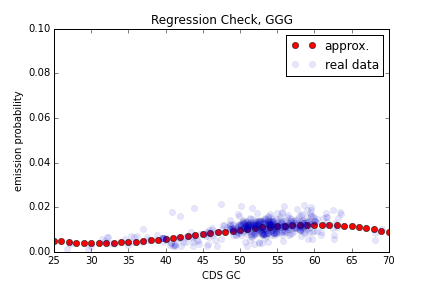 Regression Check, GGG
approx.
real data
emission probability
0.10
0.08
0.06
0.04
0.02
0.00
25 30 35 40 45 50 55 60 65 70
CDS GC